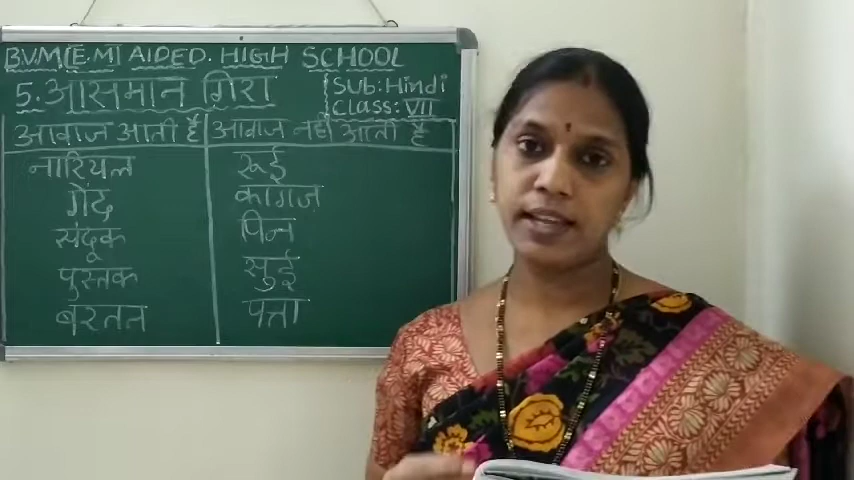 BVM(E.M) AIDED. HIGH SCHOOL
5. आसमान गिरा
Sub: Hindi
Class: VII
आवाज आती है आवाज नही आती है
नारियल रूई
गेंद कागज
संदूक पिन
पुस्तक सुई
बरतन पत्ता